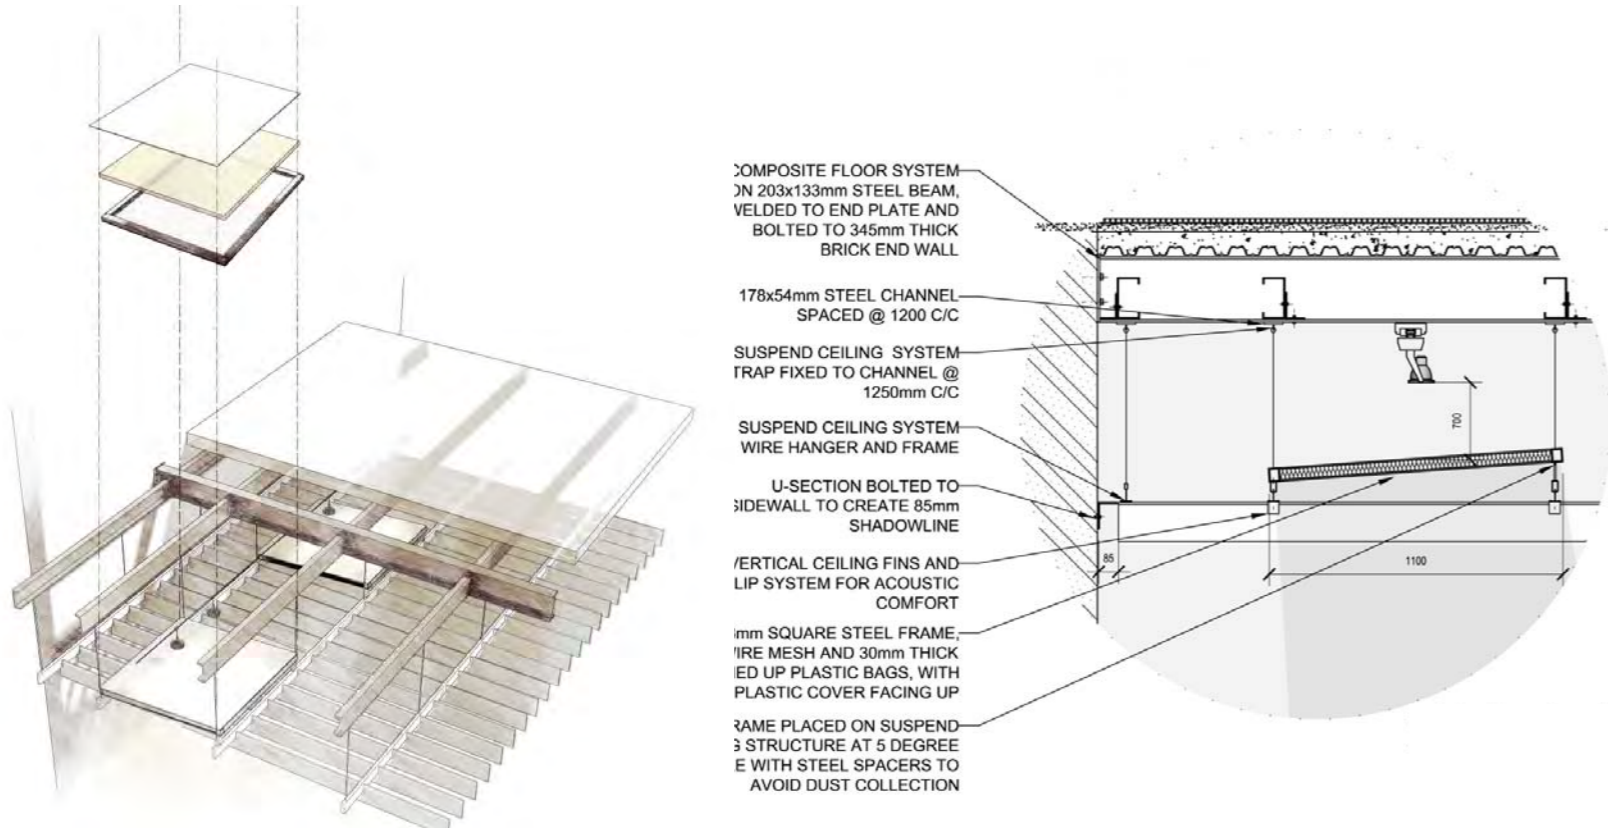 COMPOSITE FLOOR SYSTEM
ON 203x133mm STEEL BEAM,
WELDED TO END PLATE AND
BOLTED TO 345mm THICK
BRICK END WALL
178x54mm STEEL CHANNEL
SPACED @ 1200 C/C
SUSPEND CEILING SYSTEM
TRAP FIXED TO CHANNEL @
1250mm C/C
SUSPEND CEILING SYSTEM
WIRE HANGER AND FRAME
U-SECTION BOLTED TO
SIDEWALL TO CREATE 85mm
SHADOWLINE
VERTICAL CEILING FINS AND
LIP SYSTEM FOR ACOUSTIC
COMFORT
mm SQUARE STEEL FRAME,
WIRE MESH AND 30mm THICK
ED UP PLASTIC BAGS, WITH
PLASTIC COVER FACING UP
RAME PLACED ON SUSPEND
G STRUCTURE AT 5 DEGREE
E WITH STEEL SPACERS TO
AVOID DUST COLLECTION
700
85
1100